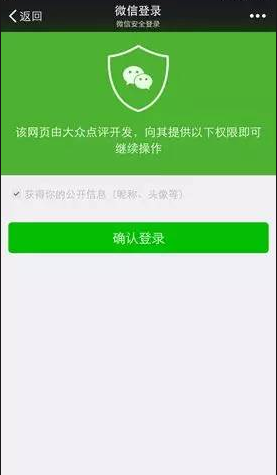 微信登录
返回
微信安全登录
该网页由大众点评开发，向其提供以下权限即可
继续操作
获得你的公开信息（昵称、头像等）
确认登录